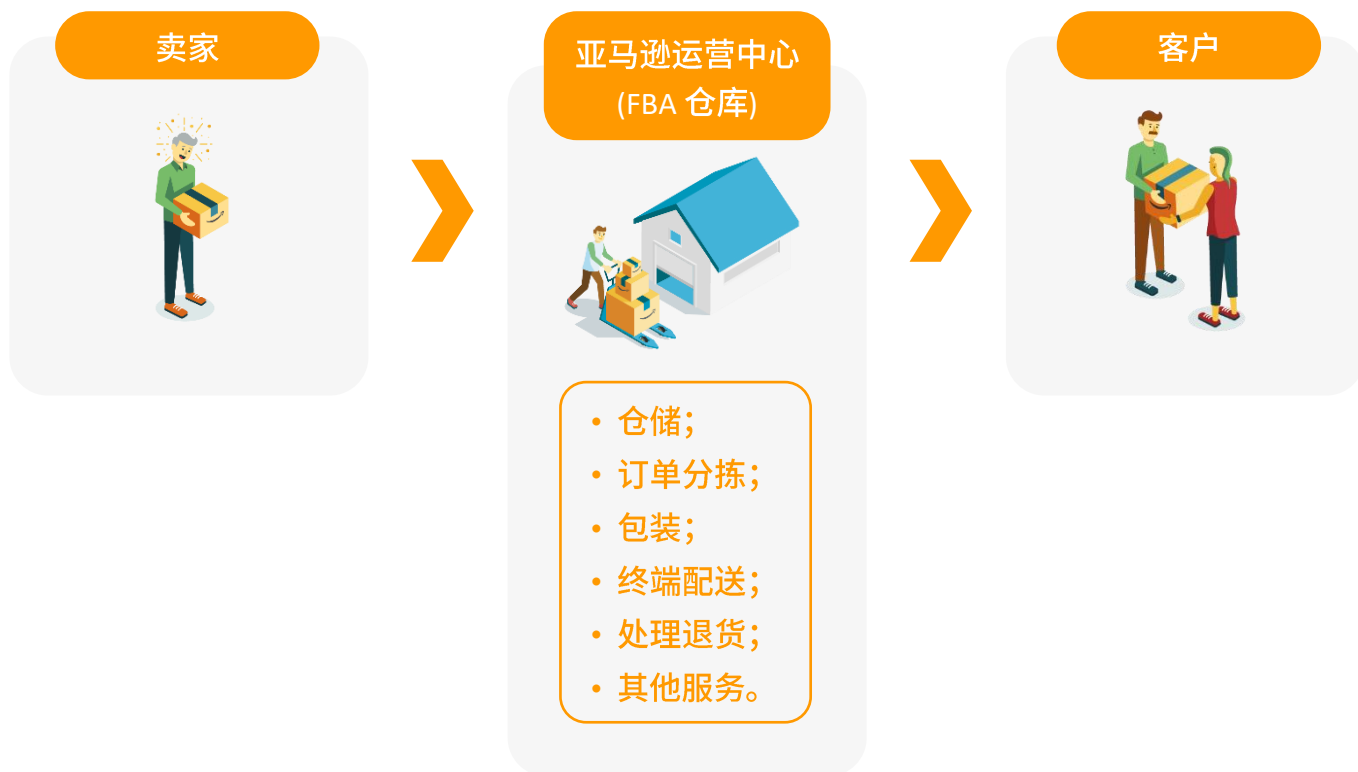 卖家
亚马逊运营中心
(FBA 仓库)
客户
• 仓储；
• 订单分拣；
• 包装；
• 终端配送；
• 处理退货；
• 其他服务。